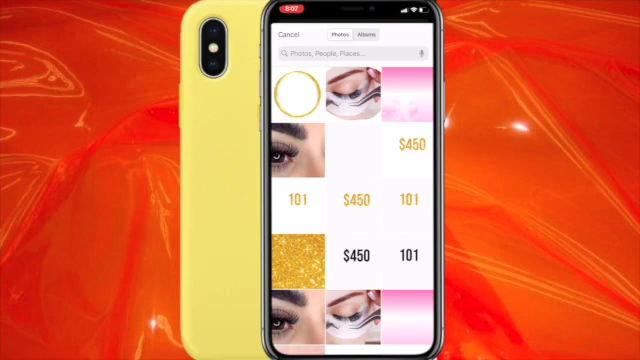 8:07
Cancel
Photos Albums
Photos, People, Places...
$450
101 $450 101
$450 101